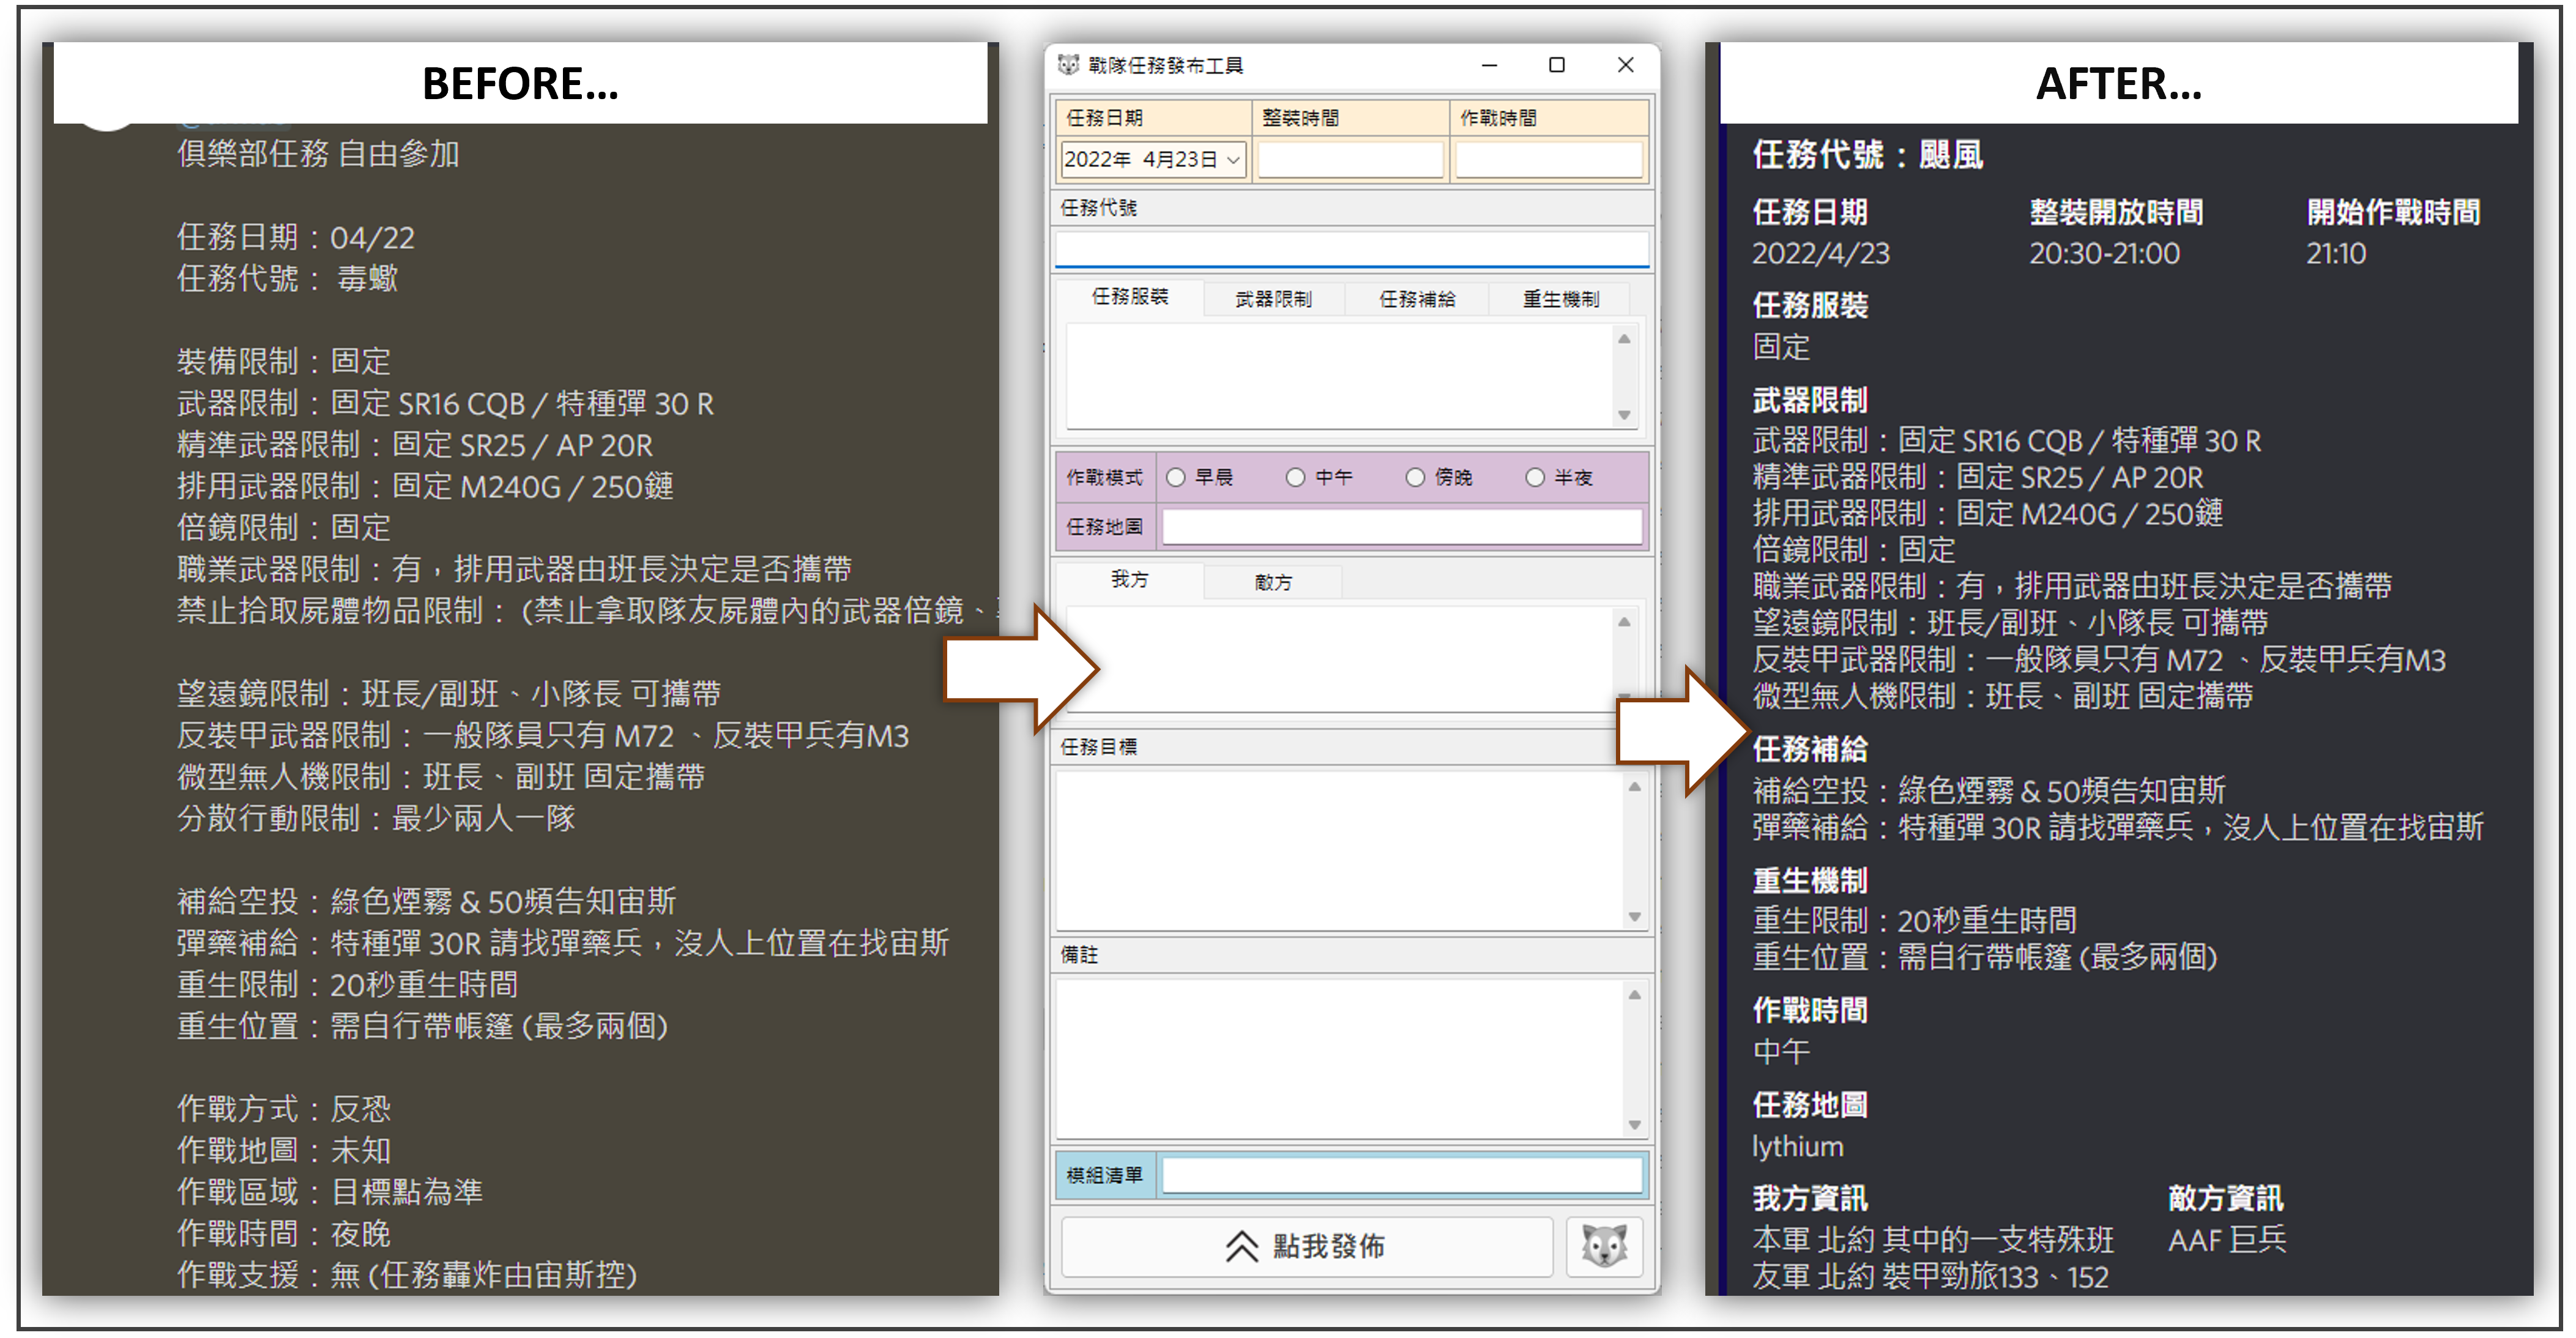 BEFORE...
俱樂部任務 自由參加
任務日期：04/22
任務代號： 毒蠍
裝備限制：固定
武器限制：固定 SR16 CQB / 特種彈 30 R
精準武器限制：固定 SR25 / AP 20R
排用武器限制：固定 M240G / 250鏈
倍鏡限制：固定
職業武器限制：有，排用武器由班長決定是否攜帶
禁止拾取屍體物品限制： (禁止拿取隊友屍體內的武器倍鏡、
望遠鏡限制：班長/副班、小隊長 可攜帶
反裝甲武器限制：一般隊員只有 M72 、反裝甲兵有M3
微型無人機限制：班長、副班 固定攜帶
分散行動限制：最少兩人一隊
補給空投：綠色煙霧 & 50頻告知宙斯
彈藥補給：特種彈 30R 請找彈藥兵，沒人上位置在找宙斯
重生限制：20秒重生時間
重生位置：需自行帶帳篷 (最多兩個)
作戰方式：反恐
作戰地圖：未知
作戰區域：目標點為準
作戰時間：夜晚
作戰支援：無 (任務轟炸由宙斯控)
戰隊任務發布工具
任務日期 整裝時間 作戰時間
2022年 4月23日
任務代號
任務服裝 武器限制 任務補給 重生機制
作戰模式 早晨 中午 傍晚 半夜
任務地圖
我方 敵方
任務目標
備註
模組清單
點我發佈
AFTER...
任務代號：颶風
任務日期 整裝開放時間 開始作戰時間
2022/4/23 20:30-21:00 21:10
任務服裝
固定
武器限制
武器限制：固定 SR16 CQB / 特種彈 30 R
精準武器限制：固定 SR25 / AP 20R
排用武器限制：固定 M240G / 250鏈
倍鏡限制：固定
職業武器限制：有，排用武器由班長決定是否攜帶
望遠鏡限制：班長/副班、小隊長 可攜帶
反裝甲武器限制：一般隊員只有 M72 、反裝甲兵有M3
微型無人機限制：班長、副班 固定攜帶
任務補給
補給空投：綠色煙霧 & 50頻告知宙斯
彈藥補給：特種彈 30R 請找彈藥兵，沒人上位置在找宙斯
重生機制
重生限制：20秒重生時間
重生位置：需自行帶帳篷 (最多兩個)
作戰時間
中午
任務地圖
lythium
我方資訊 敵方資訊
本軍 北約 其中的一支特殊班 AAF 巨兵
友軍 北約 裝甲勁旅133、152